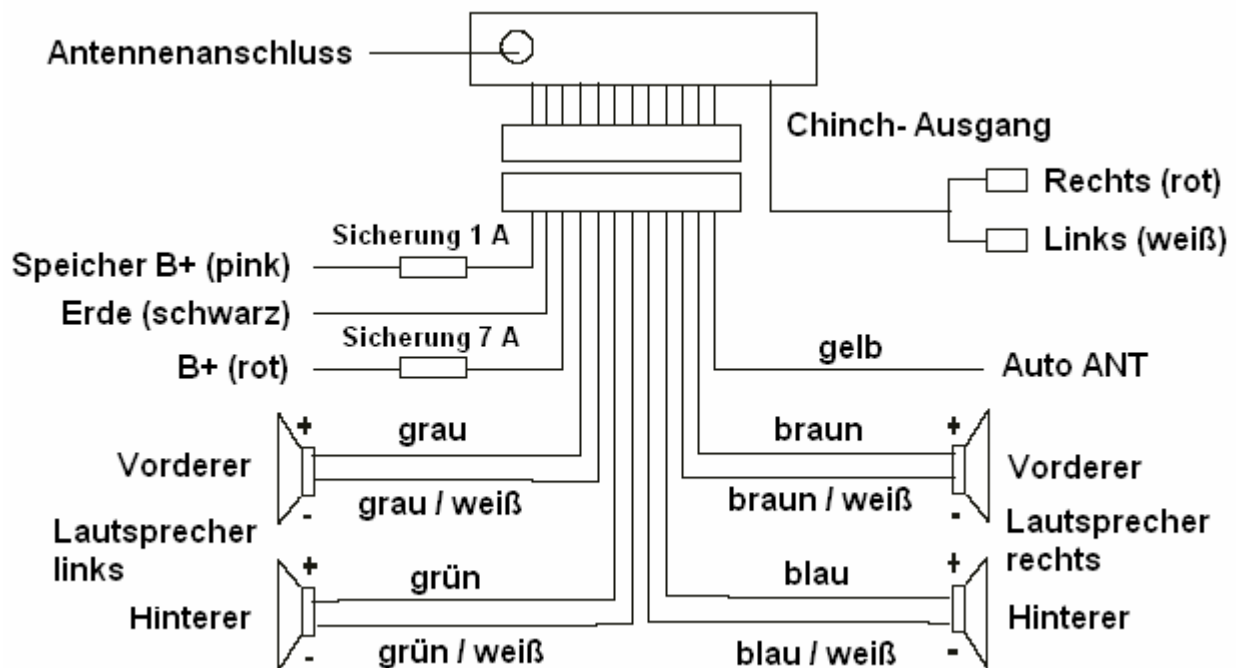 Antennenanschluss
Chinch- Ausgang
Rechts (rot)
Links (weiß)
Sicherung 1 A
Speicher B+ (pink)
Erde (schwarz)
Sicherung 7 A
B+ (rot)
gelb
Auto ANT
+
grau
Vorderer
grau / weiß
-
Lautsprecher
links
+
grün
Hinterer
grün / weiß
-
braun
+
Vorderer
braun / weiß
-
Lautsprecher
rechts
blau
+
Hinterer
blau / weiß
-